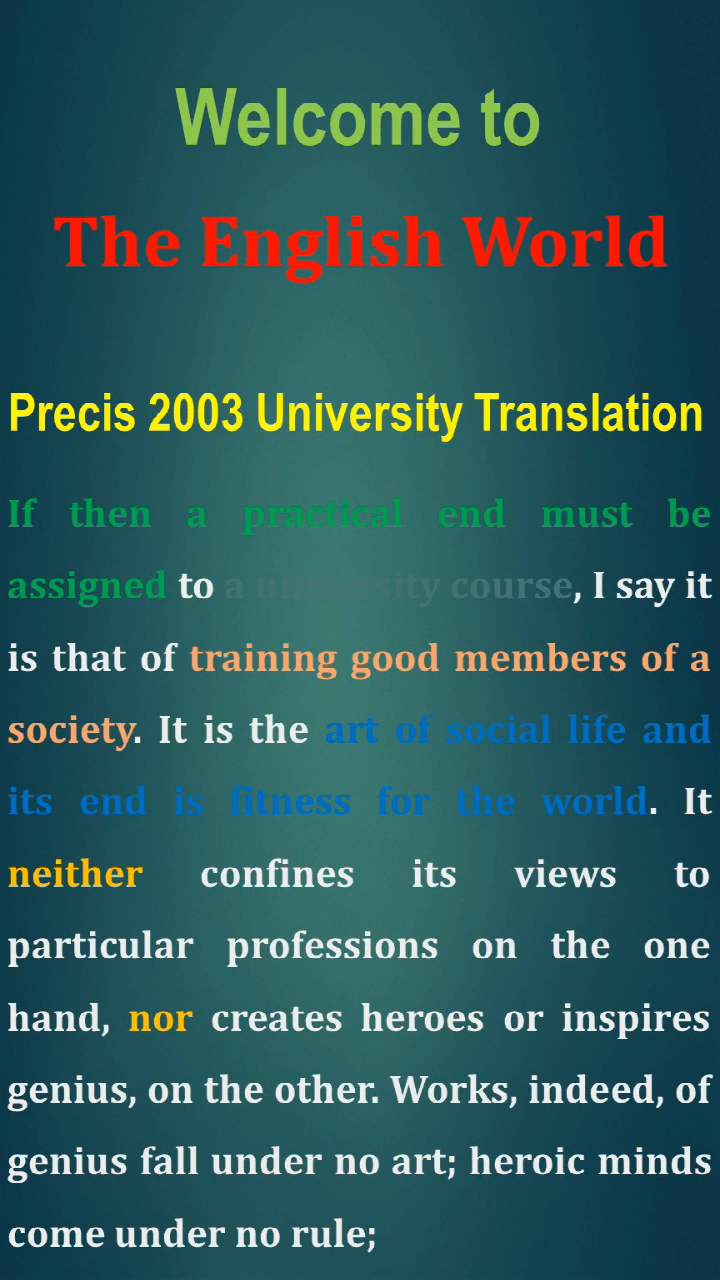 Welcome to
The English World
Precis 2003 University Translation
If then a practical end must be
assigned to a university course, I say it
is that of training good members of a
society. It is the art of social life and
its end is fitness for the world. It
neither confines its views to
particular professions on the one
hand, nor creates heroes or inspires
genius, on the other. Works, indeed, of
genius fall under no art; heroic minds
come under no rule;